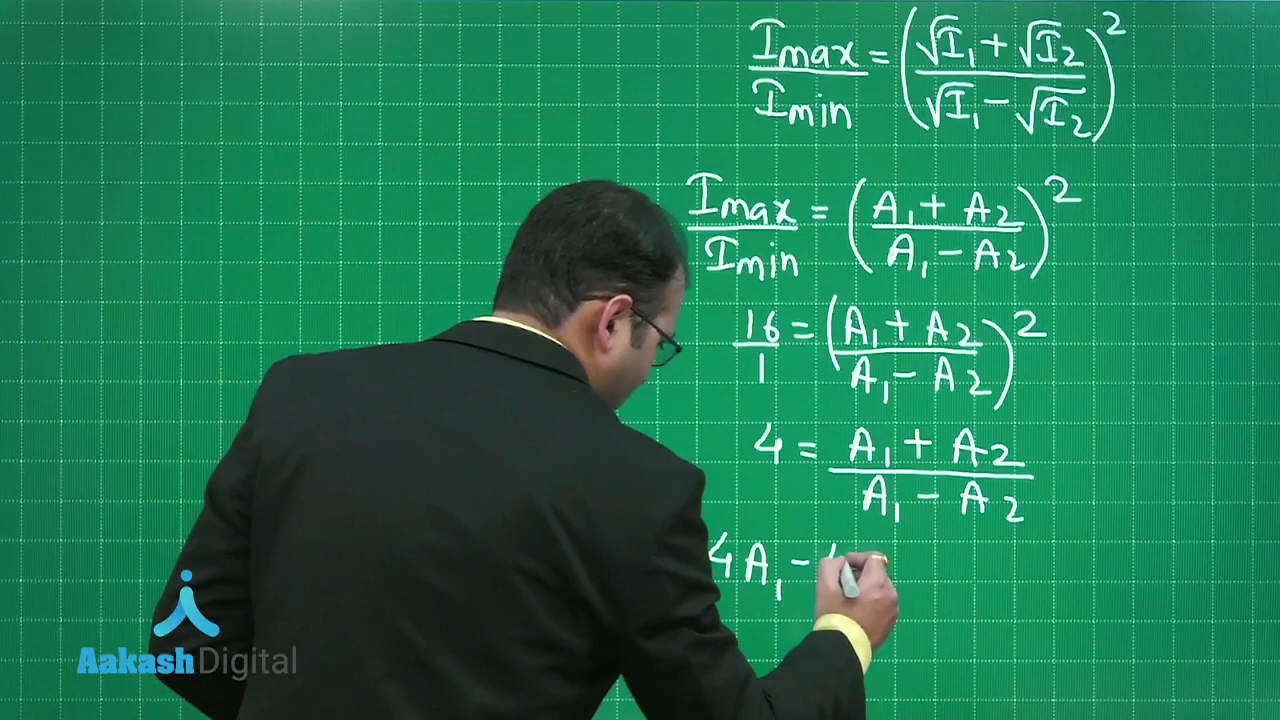 Imax/Imin = ((√I₁ + √I₂)/(√I₁ − √I₂))²
Imax/Imin = ((A₁ + A₂)/(A₁ − A₂))²
16/1 = ((A₁ + A₂)/(A₁ − A₂))²
4 = (A₁ + A₂)/(A₁ − A₂)
4A₁ −
Aakash Digital